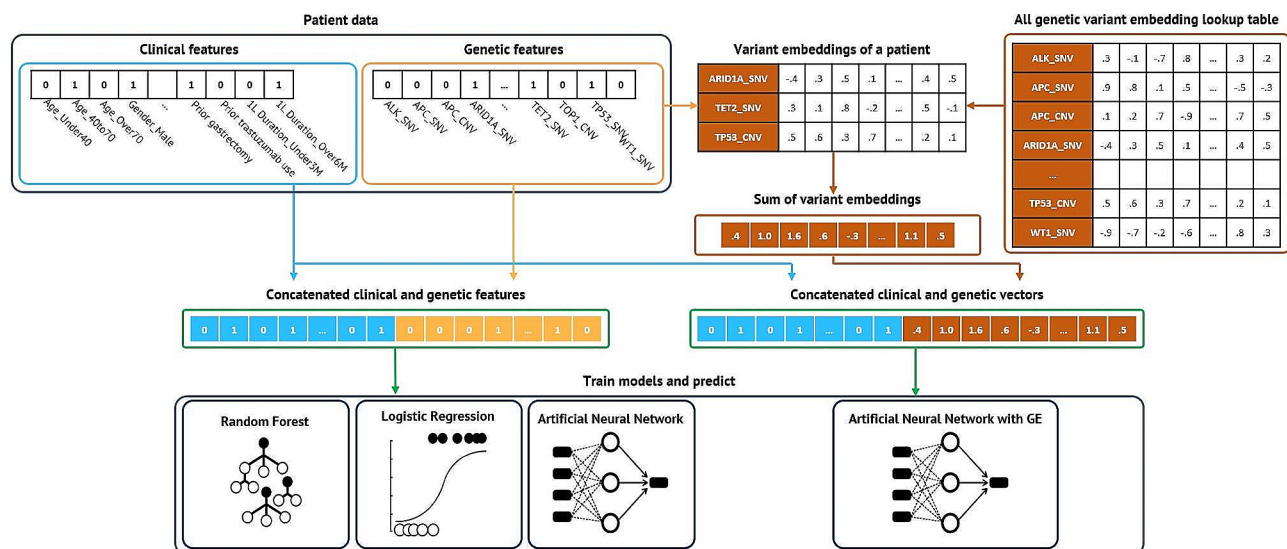 Patient data
Clinical features
Genetic features
0 1 0 1 1 0 0 1
Age_Under40
Age_40to70
Age_Over70
Gender_Male
...
Prior gastrectomy
Prior trastuzumab use
1L Duration_Under3M
1L Duration_Over6M
0 0 0 1 ... 1 0 1 0
ALK_SNV
APC_SNV
APC_CNV
ARID1A_SNV
TET2_SNV
TOP1_CNV
TP53_SNV
WT1_SNV
Variant embeddings of a patient
ARID1A_SNV -.4 .3 .5 .1 ... .4 .5
TET2_SNV .3 .1 .8 -.2 ... .5 -.1
TP53_CNV .5 .6 .3 .7 ... .2 .1
Sum of variant embeddings
.4 1.0 1.6 .6 -.3 ... 1.1 .5
All genetic variant embedding lookup table
ALK_SNV .3 -.1 -.7 .8 ... .3 .2
APC_SNV .9 .8 .1 .5 ... -.5 -.3
APC_CNV .1 .2 .7 -.9 ... .7 .5
ARID1A_SNV -.4 .3 .5 .1 ... .4 .5
...
TP53_CNV .5 .6 .3 .7 ... .2 .1
WT1_SNV -.9 -.7 -.2 -.6 ... .8 .3
Concatenated clinical and genetic features
0 1 0 1 ... 0 1 0 0 0 1 ... 1 0
Concatenated clinical and genetic vectors
0 1 0 1 ... 0 1 .4 1.0 1.6 .6 -.3 ... 1.1 .5
Train models and predict
Random Forest
Logistic Regression
Artificial Neural Network
Artificial Neural Network with GE